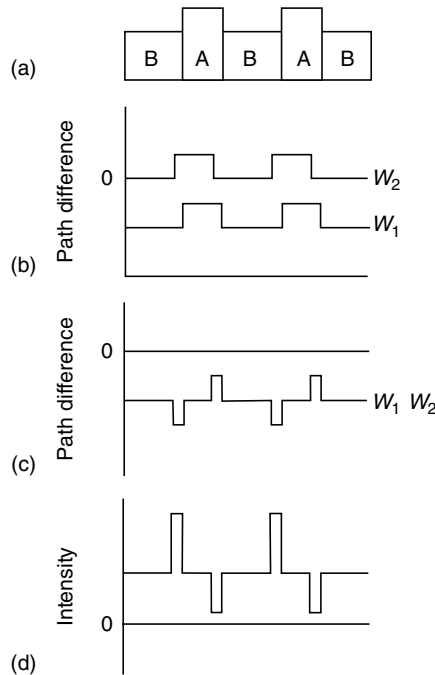 B A B A B
(a)
Path difference
0
W2
W1
(b)
Path difference
0
W1 W2
(c)
Intensity
0
(d)